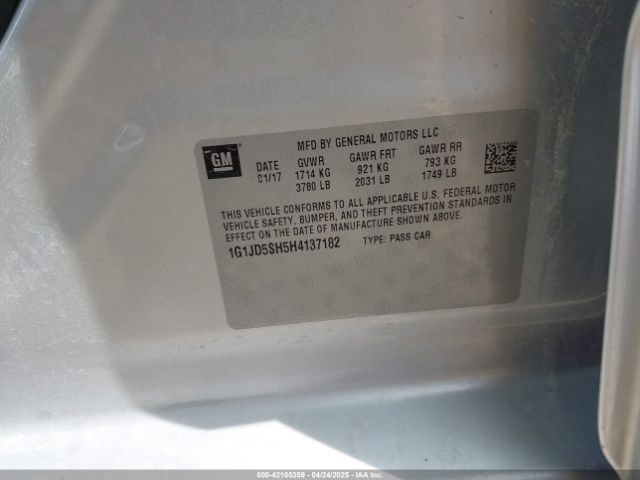 MFD BY GENERAL MOTORS LLC
GM
DATE GVWR GAWR FRT GAWR RR
01/17 1714 KG 921 KG 793 KG
3780 LB 2031 LB 1749 LB
THIS VEHICLE CONFORMS TO ALL APPLICABLE U.S. FEDERAL MOTOR
VEHICLE SAFETY, BUMPER, AND THEFT PREVENTION STANDARDS IN
EFFECT ON THE DATE OF MANUFACTURE SHOWN ABOVE.
1G1JD5SH5H4137182 TYPE: PASS CAR
000-42105359 - 04/24/2025 - IAAI.COM